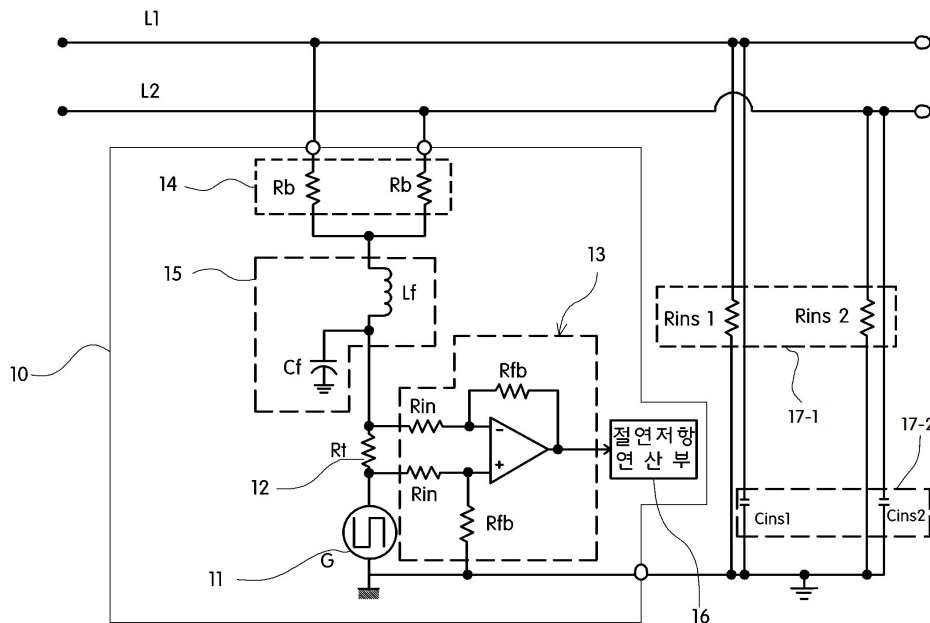 L1
L2
14
Rb
Rb
15
Lf
13
Rins 1
Rins 2
10
Cf
Rfb
Rin
17-1
17-2
Rt
절연저항
연 산 부
12
Rin
Cins1
Cins2
Rfb
11
G
16